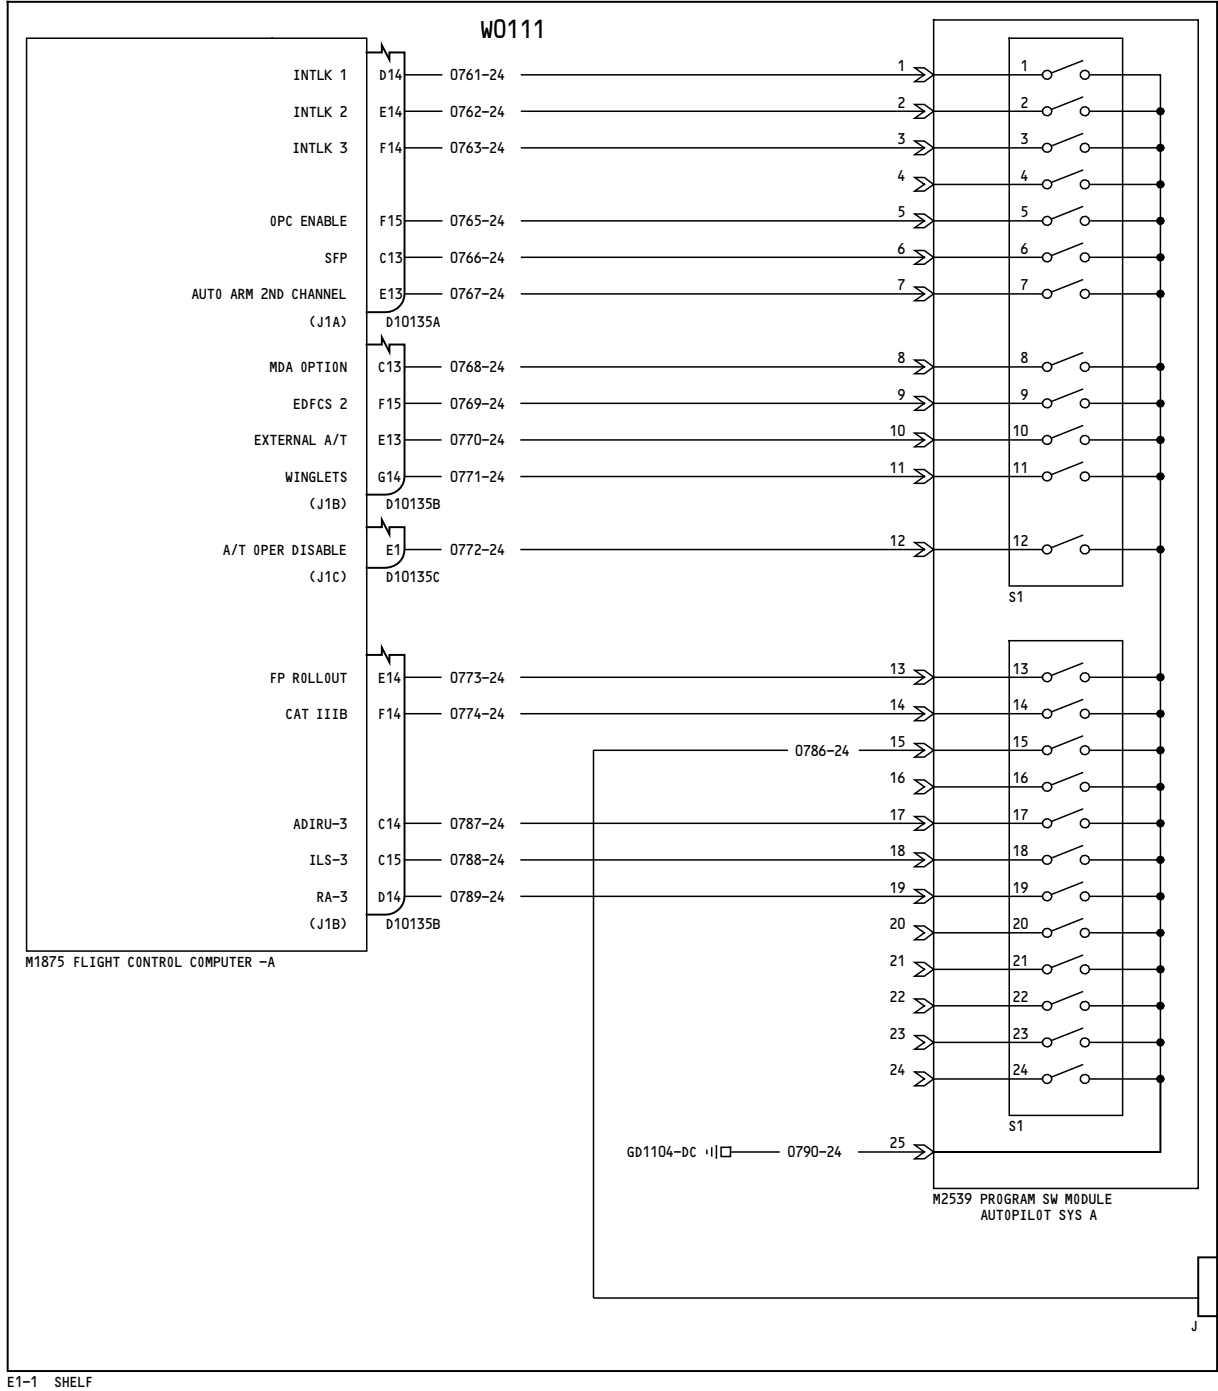 W0111
INTLK 1 D14 0761-24 1 1
INTLK 2 E14 0762-24 2 2
INTLK 3 F14 0763-24 3 3
4 4
OPC ENABLE F15 0765-24 5 5
SFP C13 0766-24 6 6
AUTO ARM 2ND CHANNEL E13 0767-24 7 7
(J1A) D10135A
MDA OPTION C13 0768-24 8 8
EDFCS 2 F15 0769-24 9 9
EXTERNAL A/T E13 0770-24 10 10
WINGLETS G14 0771-24 11 11
(J1B) D10135B
A/T OPER DISABLE E1 0772-24 12 12
(J1C) D10135C
S1
FP ROLLOUT E14 0773-24 13 13
CAT IIIB F14 0774-24 14 14
0786-24 15 15
16 16
ADIRU-3 C14 0787-24 17 17
ILS-3 C15 0788-24 18 18
RA-3 D14 0789-24 19 19
(J1B) D10135B 20 20
M1875 FLIGHT CONTROL COMPUTER -A 21 21
22 22
23 23
24 24
S1
GD1104-DC 0790-24 25
M2539 PROGRAM SW MODULE
AUTOPILOT SYS A
J
E1-1 SHELF